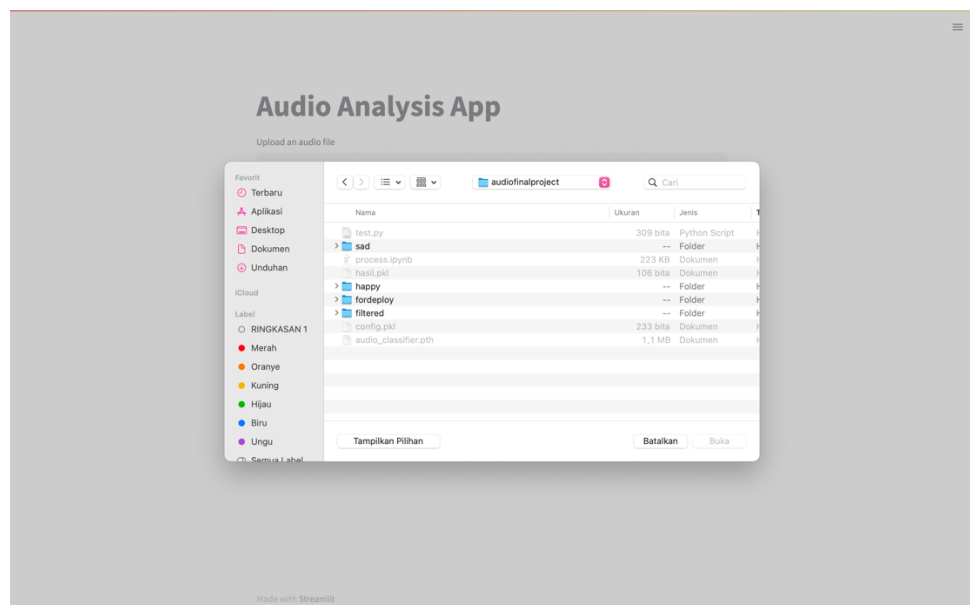 Audio Analysis App
Upload an audio file
Favorit
Terbaru
Aplikasi
Desktop
Dokumen
Unduhan
iCloud
Label
RINGKASAN 1
Merah
Oranye
Kuning
Hijau
Biru
Ungu
Semua Label
audiofinalproject
Cari
Nama Ukuran Jenis
test.py 309 bita Python Script
sad -- Folder
process.ipynb 223 KB Dokumen
hasil.pkl 106 bita Dokumen
happy -- Folder
fordeploy -- Folder
filtered -- Folder
config.pkl 233 bita Dokumen
audio_classifier.pth 1,1 MB Dokumen
Tampilkan Pilihan Batalkan Buka
Made with Streamlit